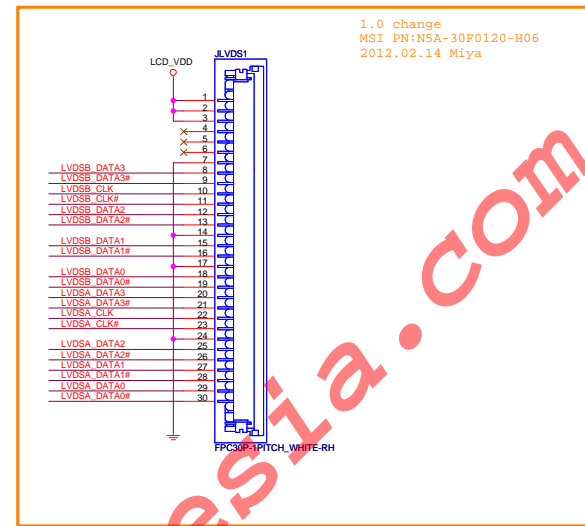 1.0 change
MSI PN:N5A-30F0120-H06
2012.02.14 Miya
JLVDS1
LCD_VDD
1
2
3
4
5
6
7
LVDSB_DATA3 8
LVDSB_DATA3# 9
LVDSB_CLK 10
LVDSB_CLK# 11
LVDSB_DATA2 12
LVDSB_DATA2# 13
14
LVDSB_DATA1 15
LVDSB_DATA1# 16
17
LVDSB_DATA0 18
LVDSB_DATA0# 19
LVDSA_DATA3 20
LVDSA_DATA3# 21
LVDSA_CLK 22
LVDSA_CLK# 23
24
LVDSA_DATA2 25
LVDSA_DATA2# 26
LVDSA_DATA1 27
LVDSA_DATA1# 28
LVDSA_DATA0 29
LVDSA_DATA0# 30
FPC30P-1PITCH_WHITE-RH
esia.com